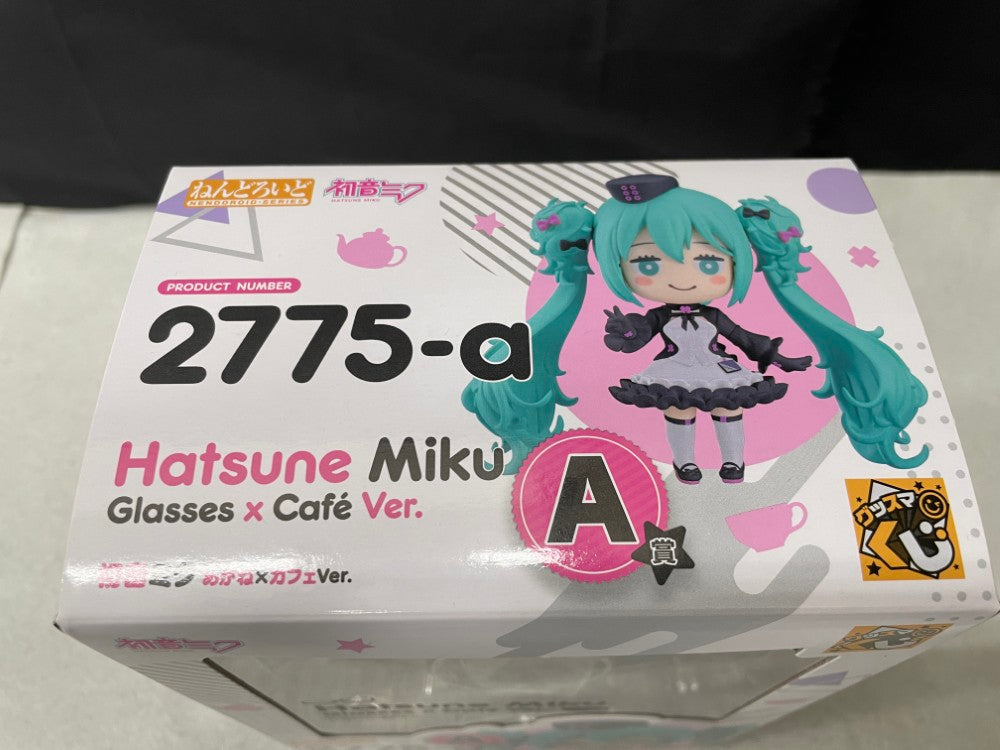 ねんどろいど
NENDOROID SERIES
初音ミク
HATSUNE MIKU
PRODUCT NUMBER
2775-a
Hatsune Miku
Glasses x Café Ver.
A
賞
グッスマ
くじ
初音ミク めがね×カフェVer.
初音ミク
Hatsune Miku